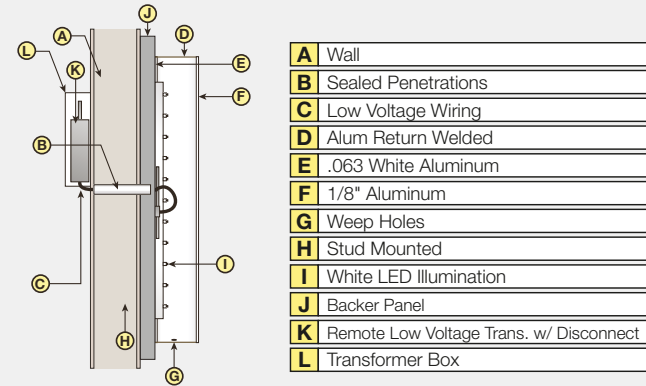 J
A
D
L
K
E
F
B
I
C
H
G
A Wall
B Sealed Penetrations
C Low Voltage Wiring
D Alum Return Welded
E .063 White Aluminum
F 1/8" Aluminum
G Weep Holes
H Stud Mounted
I White LED Illumination
J Backer Panel
K Remote Low Voltage Trans. w/ Disconnect
L Transformer Box